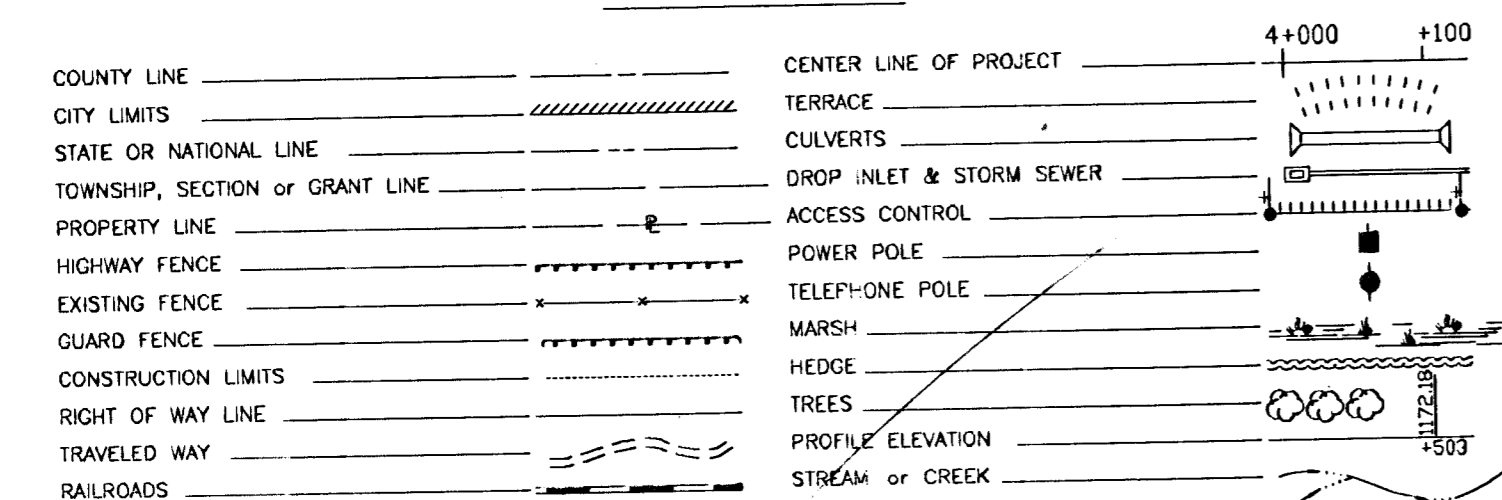 COUNTY LINE
CITY LIMITS
STATE OR NATIONAL LINE
TOWNSHIP, SECTION or GRANT LINE
PROPERTY LINE
PL
HIGHWAY FENCE
EXISTING FENCE
GUARD FENCE
CONSTRUCTION LIMITS
RIGHT OF WAY LINE
TRAVELED WAY
RAILROADS
4+000 +100
CENTER LINE OF PROJECT
TERRACE
CULVERTS
DROP INLET & STORM SEWER
ACCESS CONTROL
POWER POLE
TELEPHONE POLE
MARSH
HEDGE
TREES
1172.18
PROFILE ELEVATION
+503
STREAM or CREEK